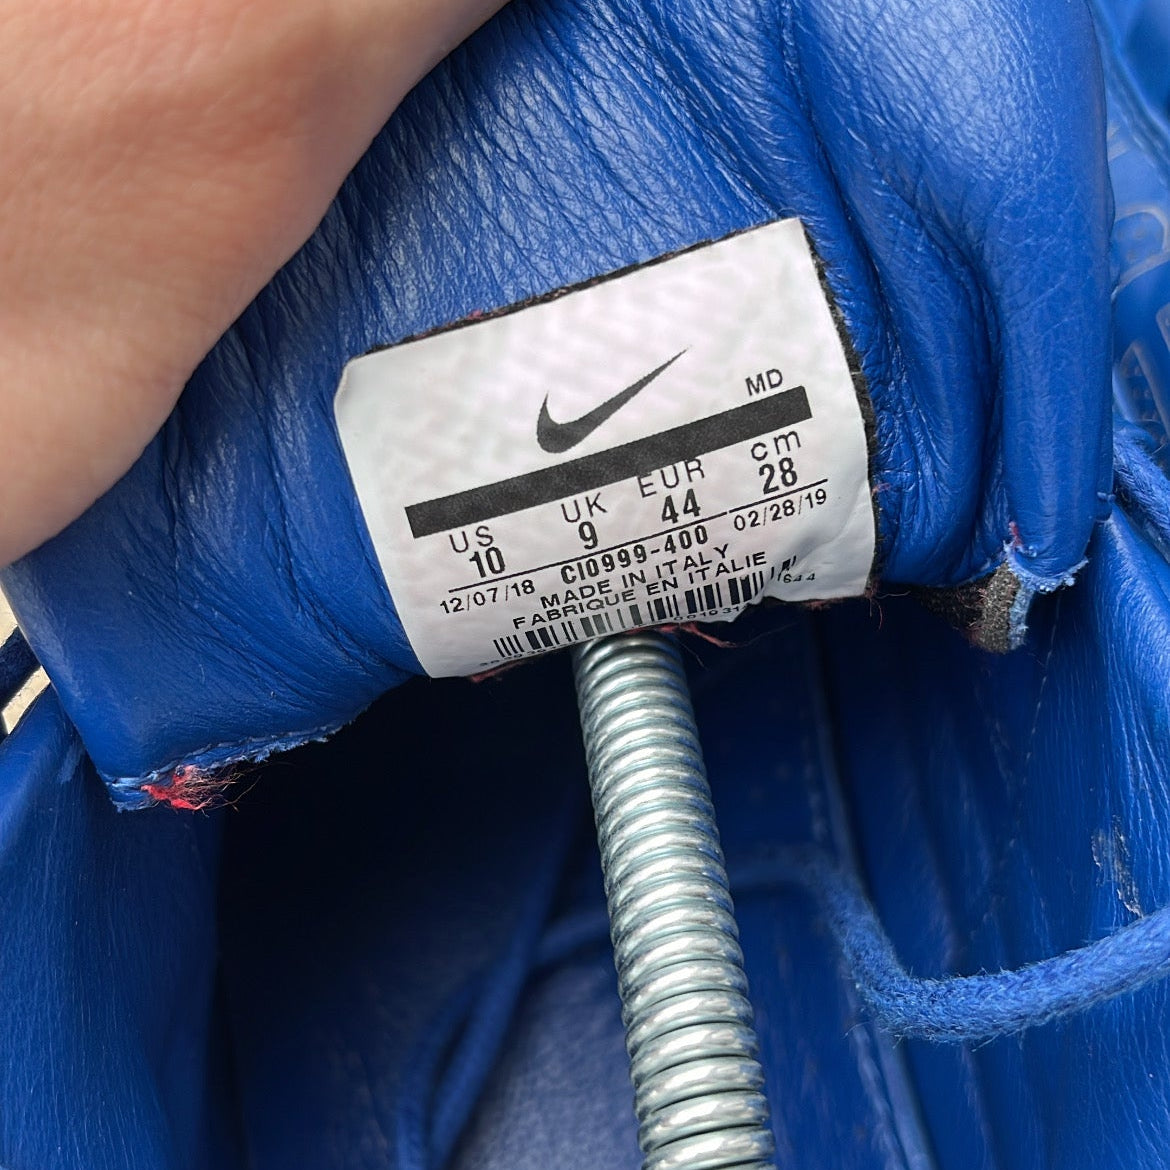 MD
US UK EUR cm
10 9 44 28
12/07/18 CI0999-400 02/28/19
MADE IN ITALY
FABRIQUE EN ITALIE